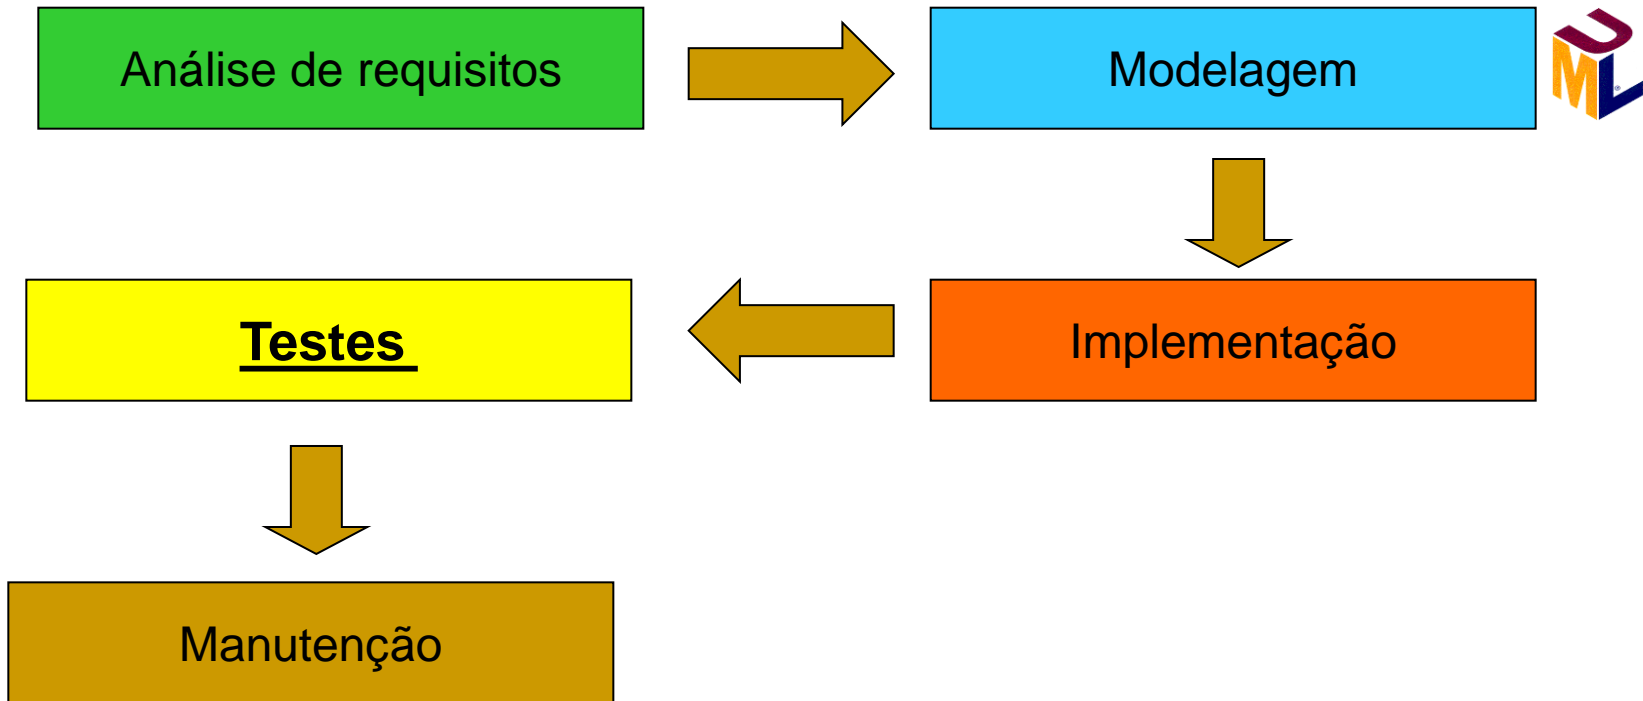 Análise de requisitos
Modelagem
UML
Testes
Implementação
Manutenção